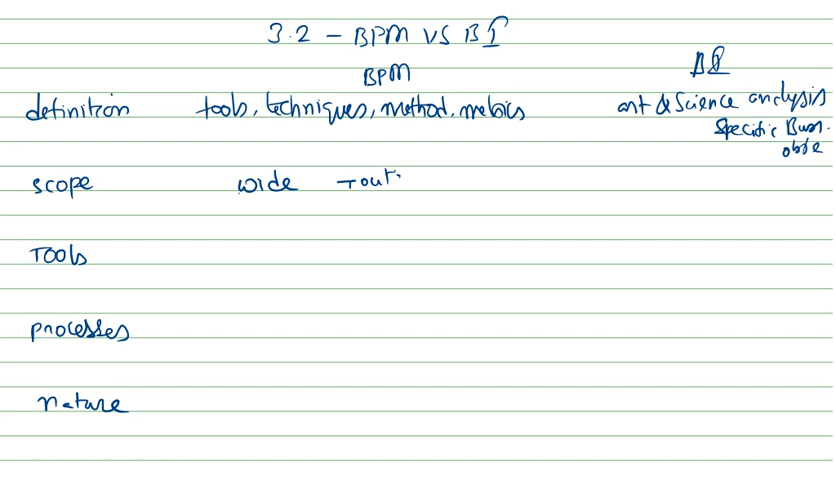 3.2 - BPM VS BI
BPM BI
definition tools, techniques, method, metrics art & Science analysis
Specific Busn.
obje
scope wide Tout
TOOls
processes
nature